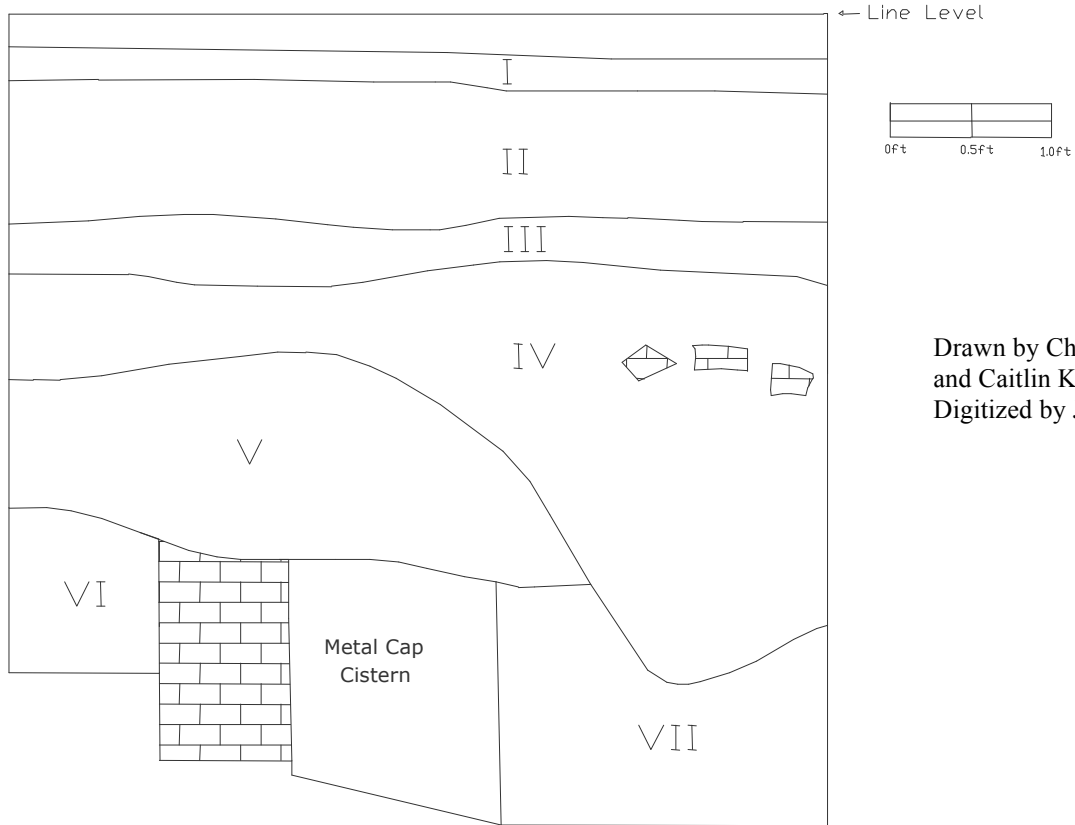 Line Level
I
0ft 0.5ft 1.0ft
II
III
IV
Drawn by
and Caitlin
Digitized by
V
VI
Metal Cap
Cistern
VII